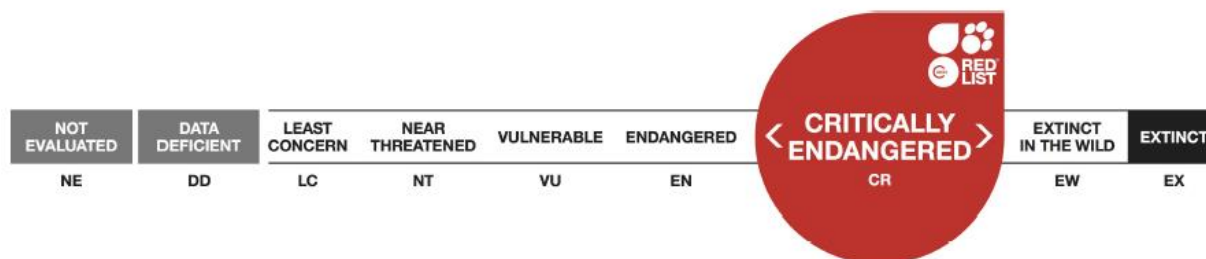 RED
LIST
NOT
EVALUATED
DATA
DEFICIENT
LEAST
CONCERN
NEAR
THREATENED
VULNERABLE
ENDANGERED
< CRITICALLY
ENDANGERED >
EXTINCT
IN THE WILD
EXTINCT
NE
DD
LC
NT
VU
EN
CR
EW
EX